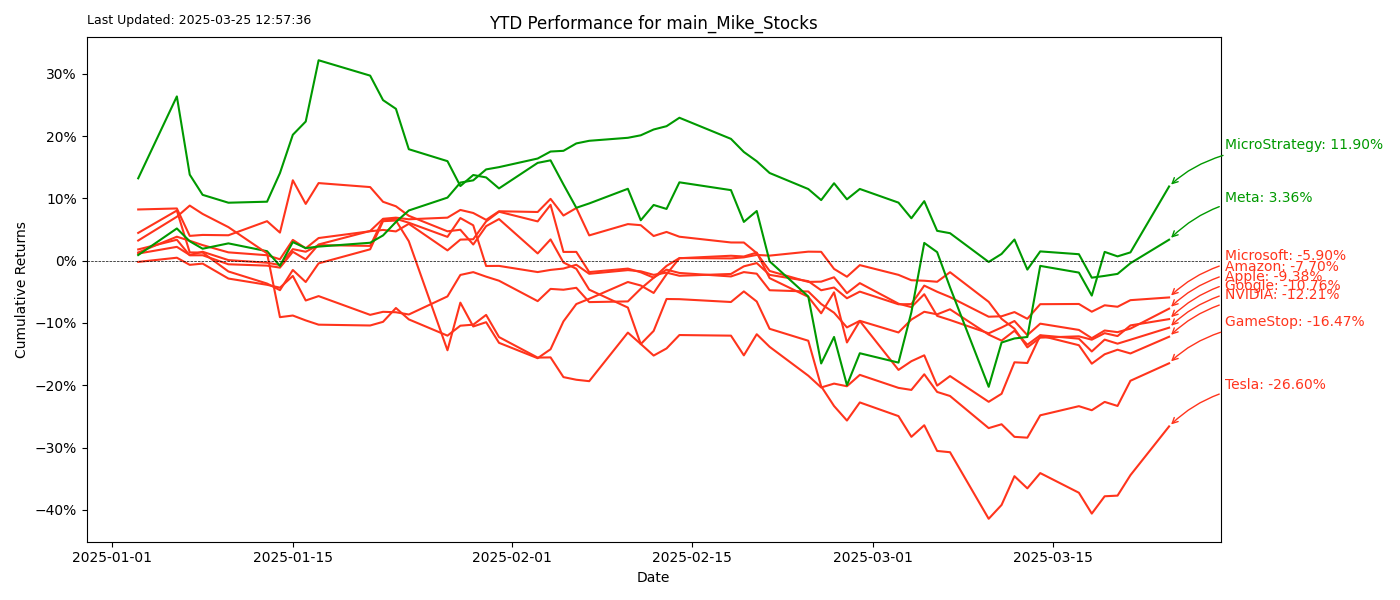 Last Updated: 2025-03-25 12:57:36
YTD Performance for main_Mike_Stocks
Cumulative Returns
30%
20%
10%
0%
−10%
−20%
−30%
−40%
2025-01-01
2025-01-15
2025-02-01
2025-02-15
2025-03-01
2025-03-15
Date
MicroStrategy: 11.90%
Meta: 3.36%
Microsoft: -5.90%
Amazon: -7.70%
Apple: -9.38%
Google: -10.76%
NVIDIA: -12.21%
GameStop: -16.47%
Tesla: -26.60%